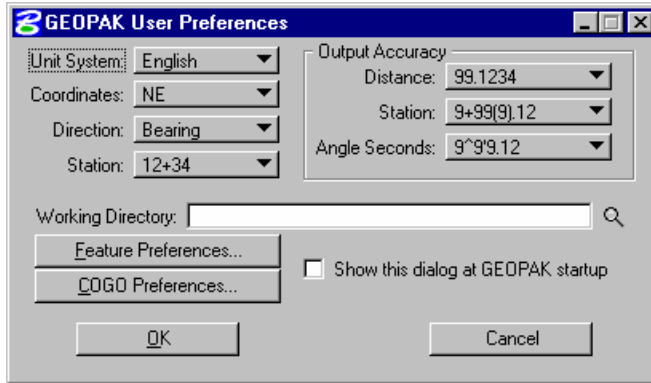 GEOPAK User Preferences
Unit System: English
Coordinates: NE
Direction: Bearing
Station: 12+34
Output Accuracy
Distance: 99.1234
Station: 9+99(9).12
Angle Seconds: 9^9'9.12
Working Directory:
Feature Preferences...
COGO Preferences...
Show this dialog at GEOPAK startup
OK
Cancel